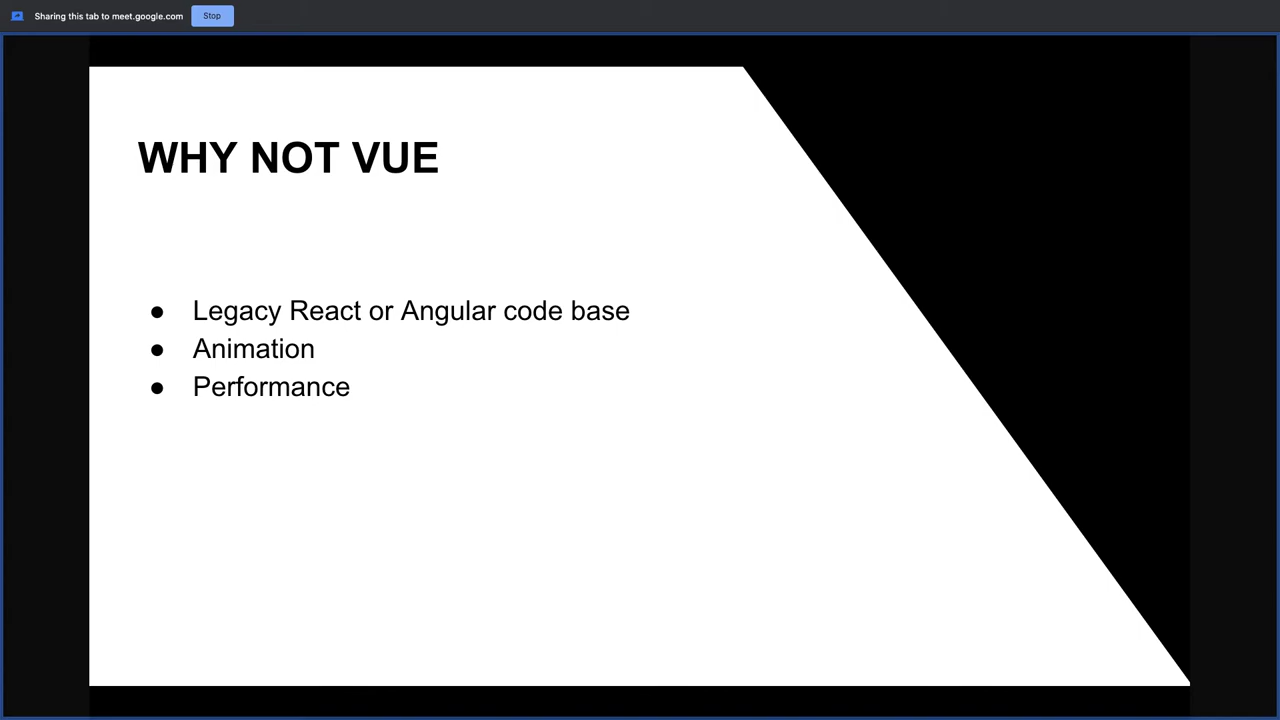 Sharing this tab to meet.google.com Stop
WHY NOT VUE
● Legacy React or Angular code base
● Animation
● Performance